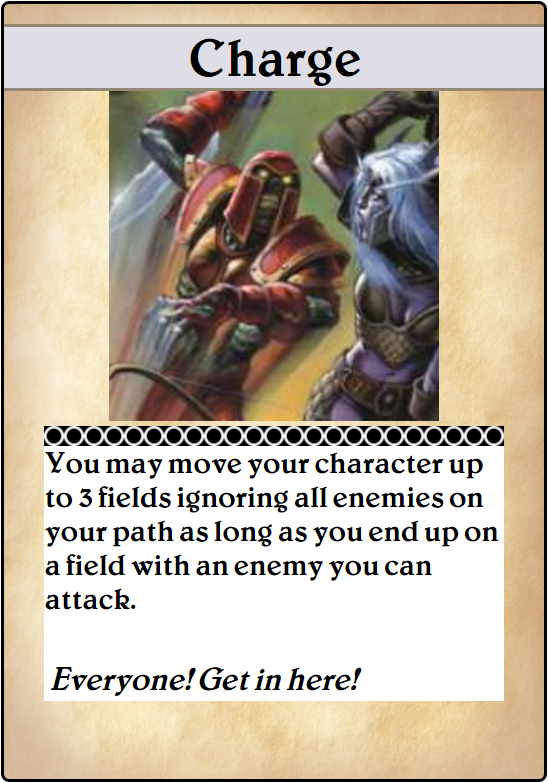 Charge
You may move your character up
to 3 fields ignoring all enemies on
your path as long as you end up on
a field with an enemy you can
attack.
Everyone! Get in here!